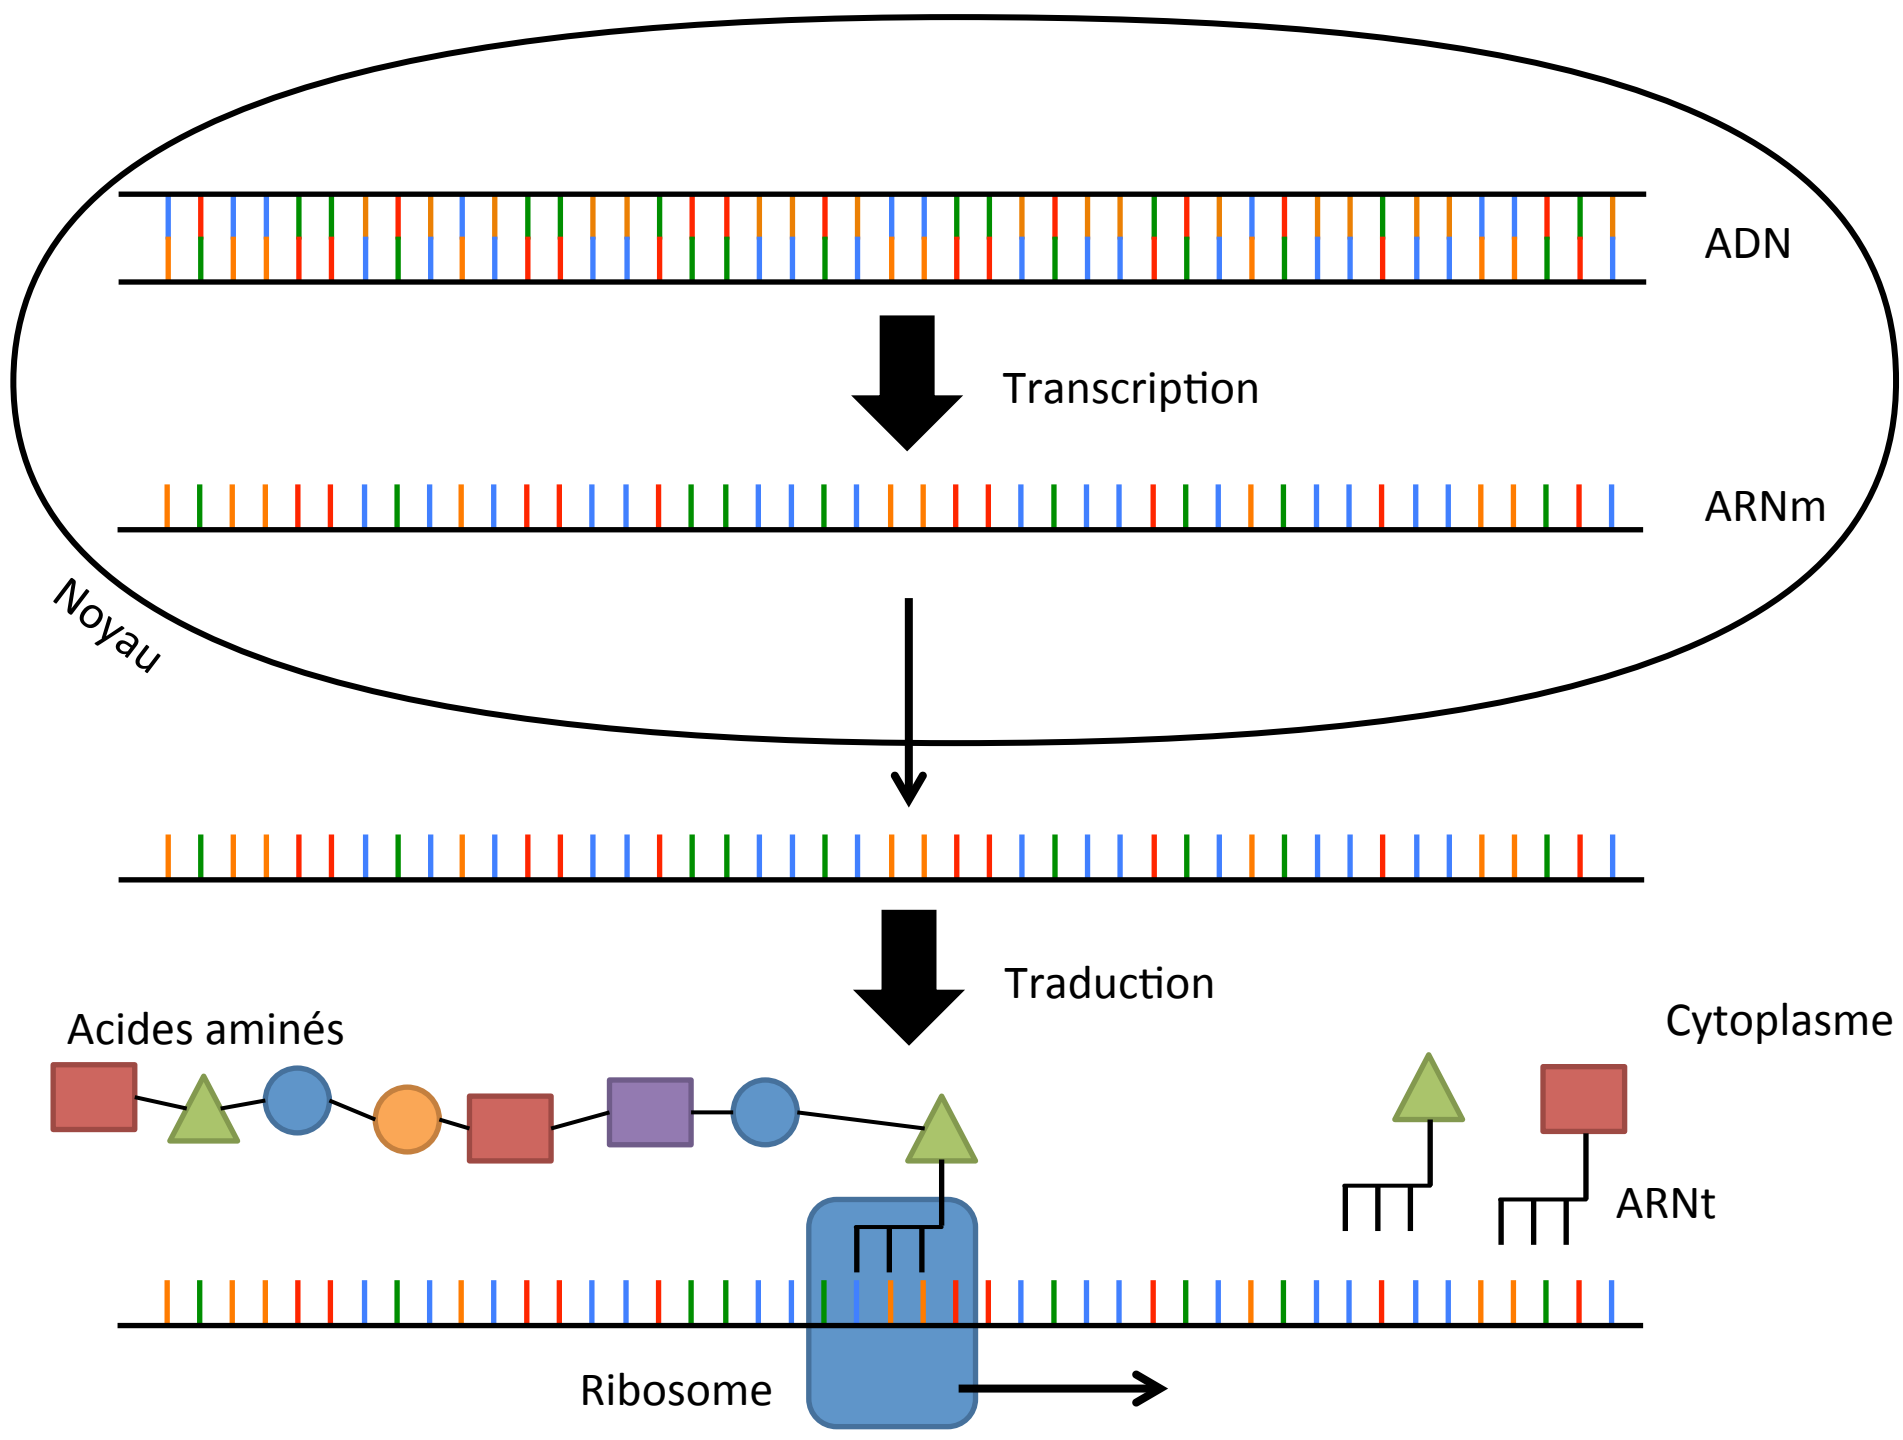 ADN
Transcription
ARNm
Noyau
Traduction
Cytoplasme
Acides aminés
ARNt
Ribosome